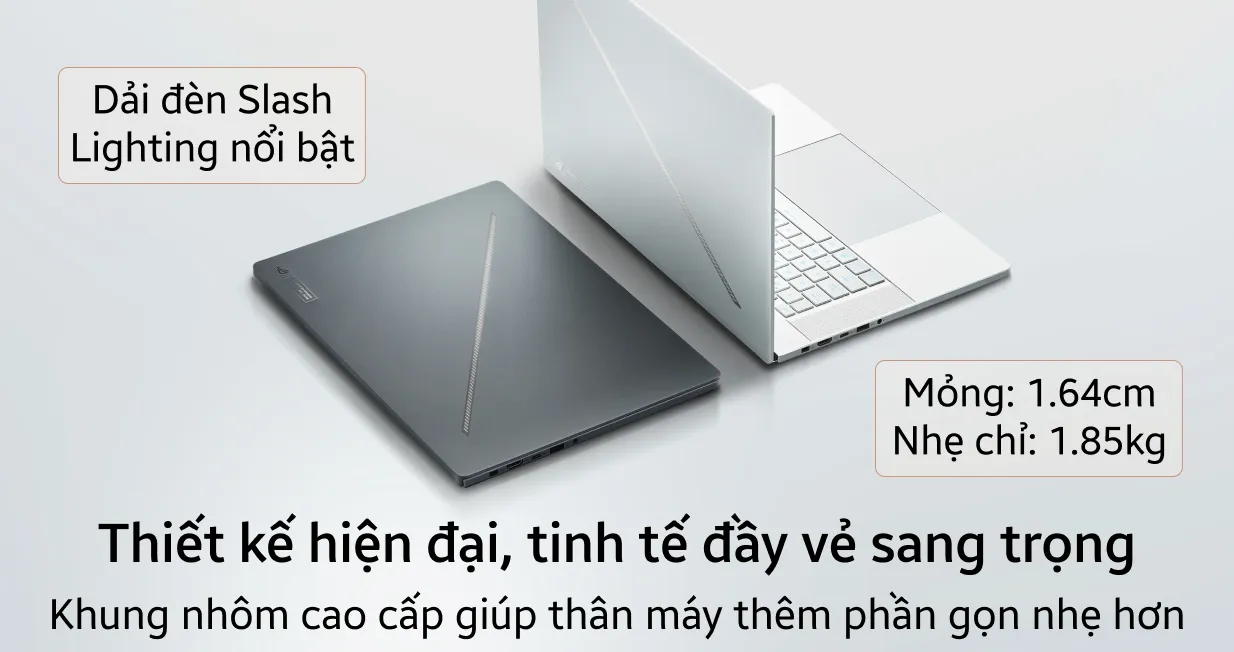 Dải đèn Slash
Lighting nổi bật
Mỏng: 1.64cm
Nhẹ chỉ: 1.85kg
Thiết kế hiện đại, tinh tế đầy vẻ sang trọng
Khung nhôm cao cấp giúp thân máy thêm phần gọn nhẹ hơn